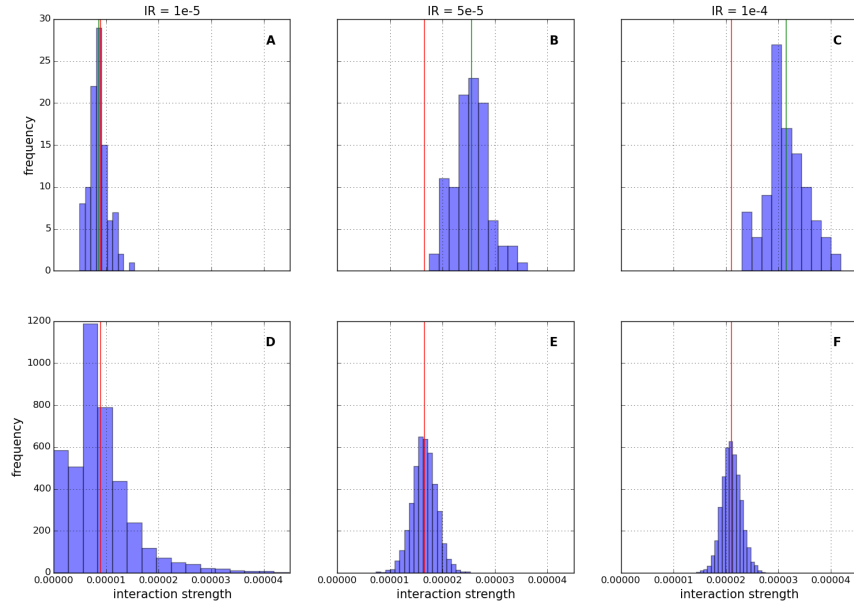 IR = 1e-5 IR = 5e-5 IR = 1e-4
30 A B C
25
20
15
10
5
0
frequency
1200 D E F
1000
800
600
400
200
0
frequency
0.00000 0.00001 0.00002 0.00003 0.00004 0.00000 0.00001 0.00002 0.00003 0.00004 0.00000 0.00001 0.00002 0.00003 0.00004
interaction strength interaction strength interaction strength